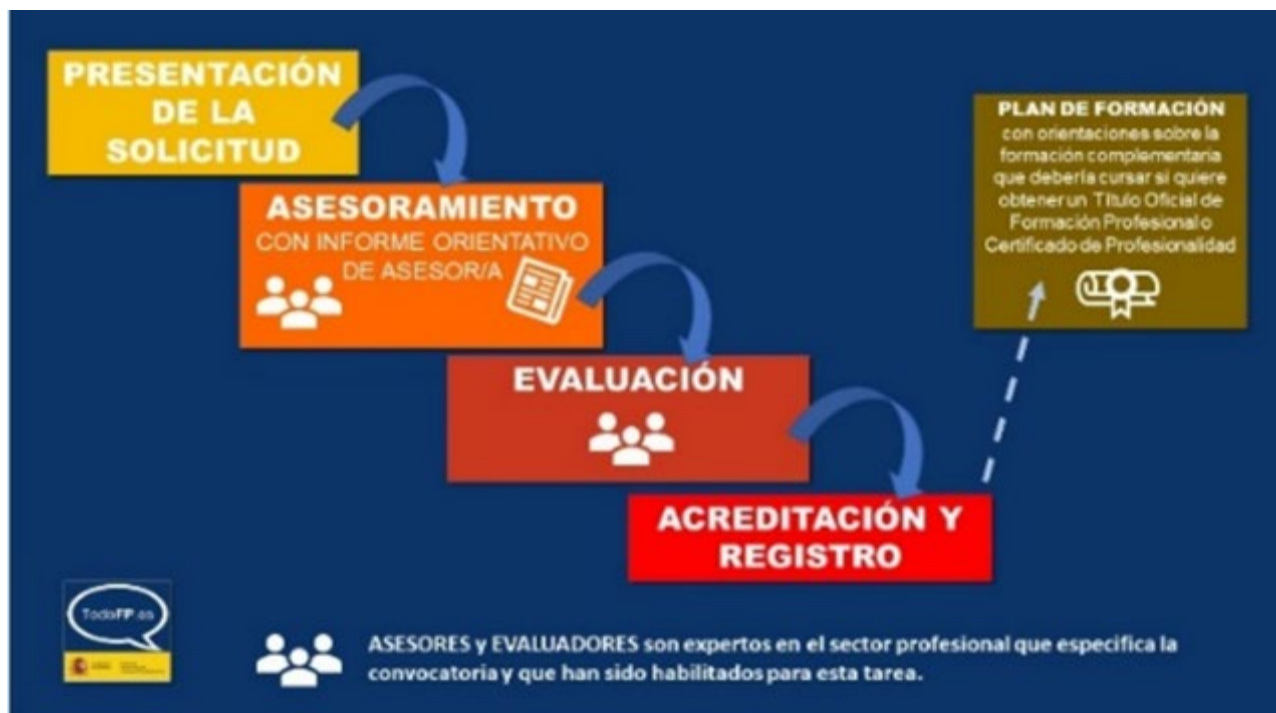 PRESENTACIÓN
DE LA
SOLICITUD
ASESORAMIENTO
CON INFORME ORIENTATIVO
DE ASESOR/A
EVALUACIÓN
ACREDITACIÓN Y
REGISTRO
PLAN DE FORMACIÓN
con orientaciones sobre la
formación complementaria
que debería cursar si quiere
obtener un Título Oficial de
Formación Profesional o
Certificado de Profesionalidad
TodoFP.es
ASESORES y EVALUADORES son expertos en el sector profesional que especifica la
convocatoria y que han sido habilitados para esta tarea.